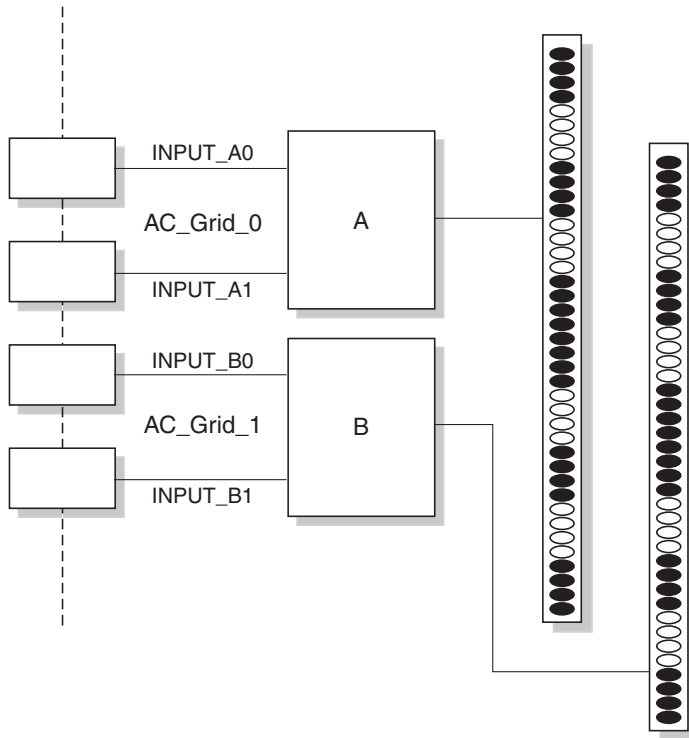 INPUT_A0
AC_Grid_0
A
INPUT_A1
INPUT_B0
AC_Grid_1
B
INPUT_B1